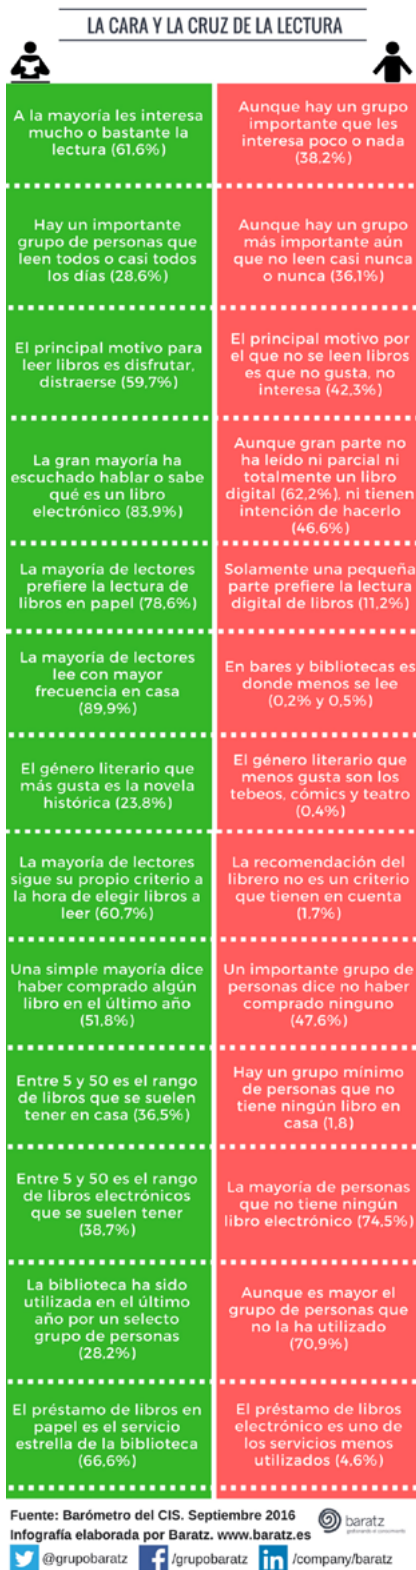 LA CARA Y LA CRUZ DE LA LECTURA
A la mayoría les interesa
mucho o bastante la
lectura (61,6%)
Aunque hay un grupo
importante que les
interesa poco o nada
(38.2%)
Hay un importante
grupo de personas que
leen todos o casi todos
los días (28,6%)
Aunque hay un grupo
más importante aún
que no leen casi nunca
o nunca (36,1%)
El principal motivo para
leer libros es disfrutar,
distraerse (59,7%)
El principal motivo por
el que no se leen libros
es que no gusta, no
interesa (42,3%)
La gran mayoría ha
escuchado hablar o sabe
qué es un libro
electrónico (83,9%)
Aunque gran parte no
ha leído ni parcial ni
totalmente un libro
digital (62,2%), ni tienen
intención de hacerlo
(46,6%)
La mayoría de lectores
prefiere la lectura de
libros en papel (78,6%)
Solamente una pequeña
parte prefiere la lectura
digital de libros (11,2%)
La mayoría de lectores
lee con mayor
frecuencia en casa
(89,9%)
En bares y bibliotecas es
donde menos se lee
(0,2% y 0,5%)
El género literario que
más gusta es la novela
histórica (23,8%)
El género literario que
menos gusta son los
tebeos, cómics y teatro
(0,4%)
La mayoría de lectores
sigue su propio criterio a
la hora de elegir libros a
leer (60,7%)
La recomendación del
librero no es un criterio
que tienen en cuenta
(1,7%)
Una simple mayoría dice
haber comprado algún
libro en el último año
(51,8%)
Un importante grupo de
personas dice no haber
comprado ninguno
(47,6%)
Entre 5 y 50 es el rango
de libros que se suelen
tener en casa (36,5%)
Hay un grupo mínimo
de personas que no
tiene ningún libro en
casa (1,8)
Entre 5 y 50 es el rango
de libros electrónicos
que se suelen tener
(38,7%)
La mayoría de personas
que no tiene ningún
libro electrónico (74,5%)
La biblioteca ha sido
utilizada en el último
año por un selecto
grupo de personas
(28,2%)
Aunque es mayor el
grupo de personas que
no la ha utilizado
(70,9%)
El préstamo de libros en
papel es el servicio
estrella de la biblioteca
(66,6%)
El préstamo de libros
electrónico es uno de
los servicios menos
utilizados (4,6%)
Fuente: Barómetro del CIS. Septiembre 2016
Infografía elaborada por Baratz. www.baratz.es
baratz
@grupobaratz
/grupobaratz
/company/baratz